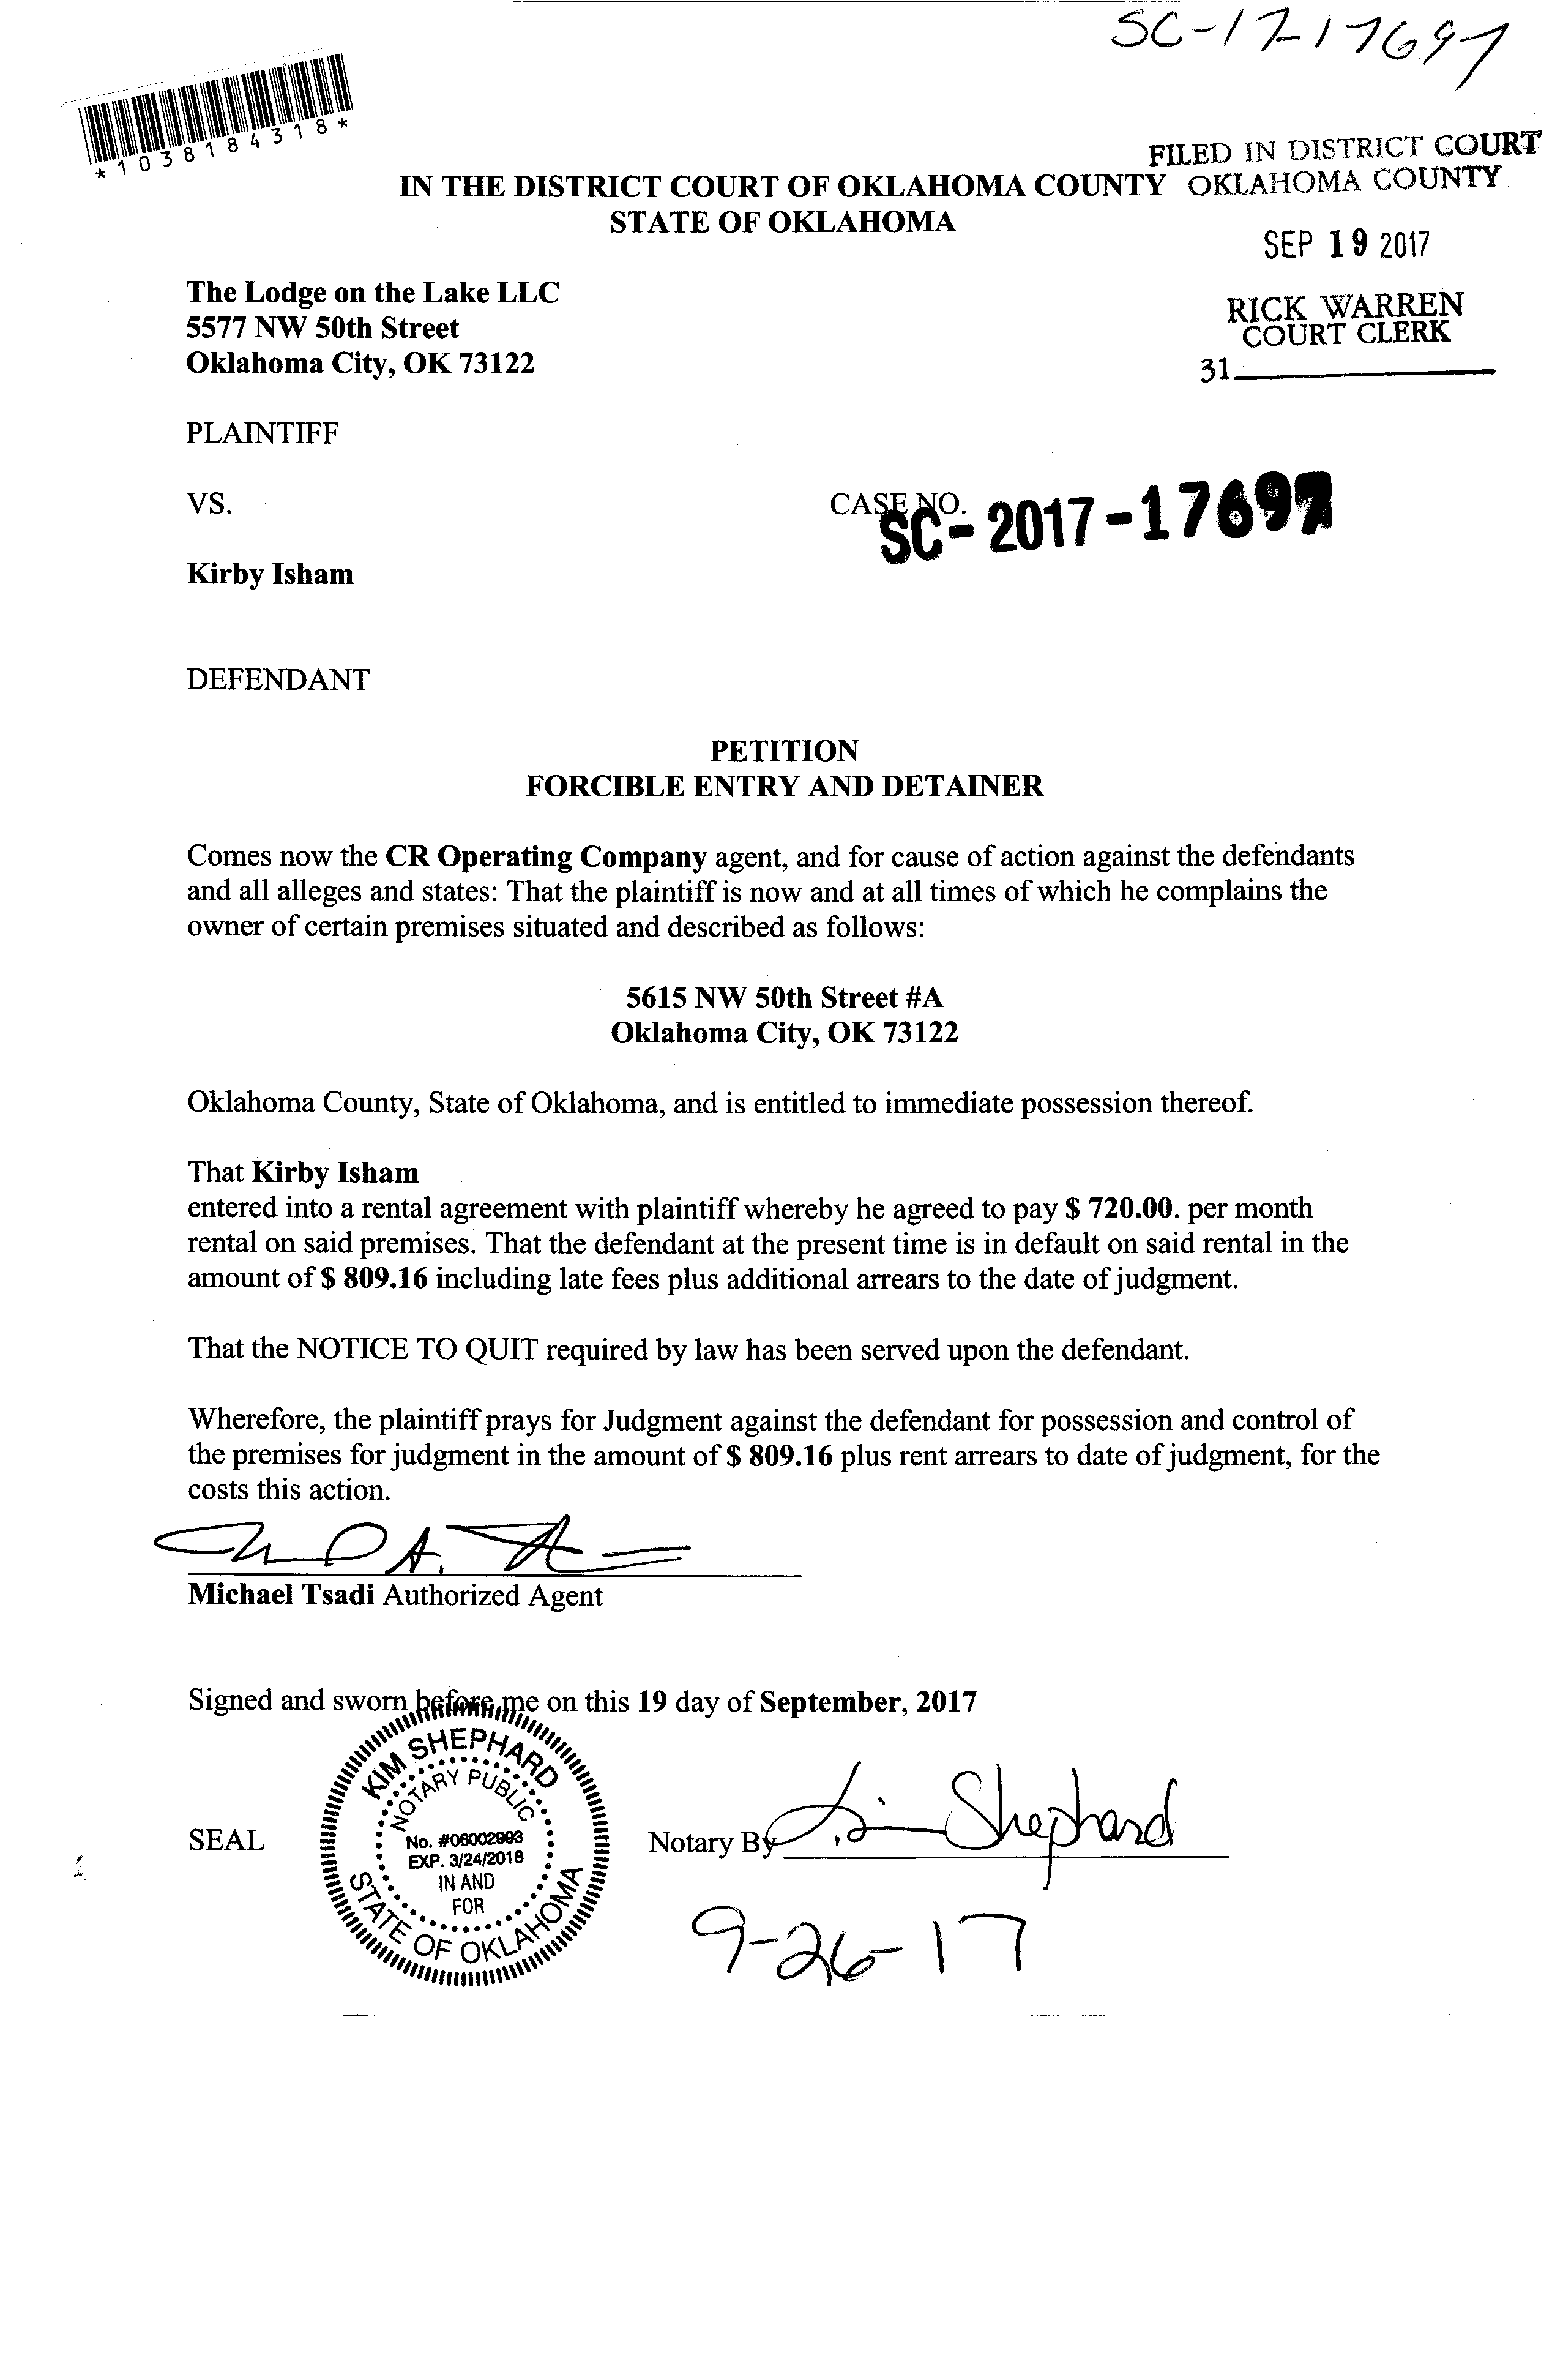 SC-17-17697
*1038184318*
FILED IN DISTRICT COURT
OKLAHOMA COUNTY
IN THE DISTRICT COURT OF OKLAHOMA COUNTY
STATE OF OKLAHOMA
SEP 19 2017
RICK WARREN
COURT CLERK
31
The Lodge on the Lake LLC
5577 NW 50th Street
Oklahoma City, OK 73122
PLAINTIFF
VS.
CASE NO.
SC-2017-17697
Kirby Isham
DEFENDANT
PETITION
FORCIBLE ENTRY AND DETAINER
Comes now the CR Operating Company agent, and for cause of action against the defendants
and all alleges and states: That the plaintiff is now and at all times of which he complains the
owner of certain premises situated and described as follows:
5615 NW 50th Street #A
Oklahoma City, OK 73122
Oklahoma County, State of Oklahoma, and is entitled to immediate possession thereof.
That Kirby Isham
entered into a rental agreement with plaintiff whereby he agreed to pay $ 720.00. per month
rental on said premises. That the defendant at the present time is in default on said rental in the
amount of $ 809.16 including late fees plus additional arrears to the date of judgment.
That the NOTICE TO QUIT required by law has been served upon the defendant.
Wherefore, the plaintiff prays for Judgment against the defendant for possession and control of
the premises for judgment in the amount of $ 809.16 plus rent arrears to date of judgment, for the
costs this action.
Michael Tsadi Authorized Agent
Signed and sworn before me on this 19 day of September, 2017
SEAL
KIM SHEPHARD
NOTARY PUBLIC
No. #06002993
EXP. 3/24/2018
IN AND
FOR
STATE OF OKLAHOMA
Notary By Kim Shephard
9-26-17